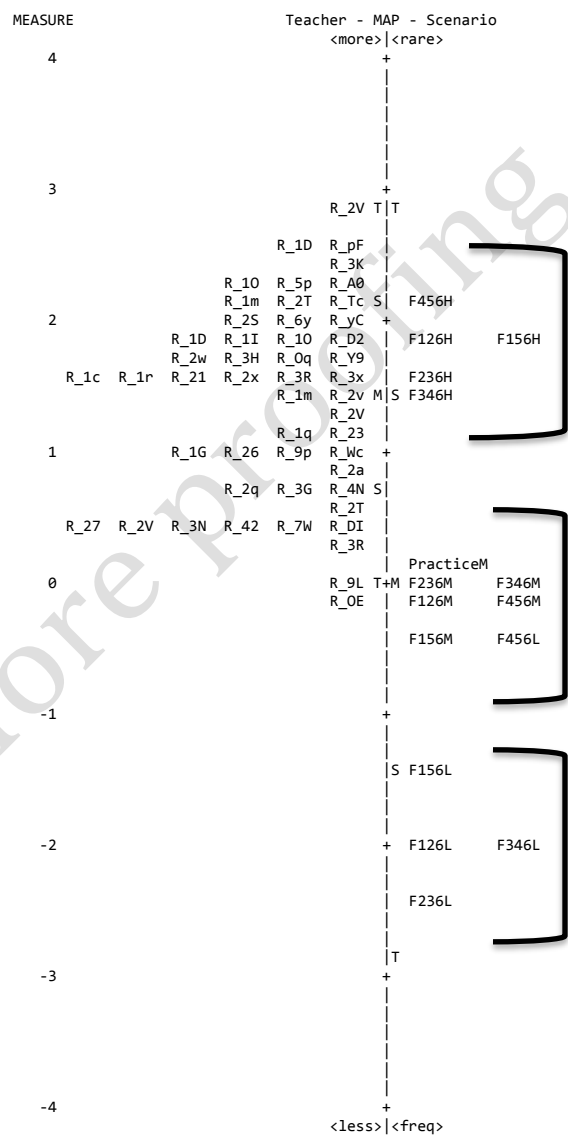 MEASURE Teacher - MAP - Scenario
<more>|<rare>
4 +
|
|
|
|
|
|
|
3 +
R_2V T|T
|
R_1D R_pF |
R_3K |
R_1O R_5p R_A0 |
R_1m R_2T R_Tc S| F456H
2 R_2S R_6y R_yC +
R_1D R_1I R_1O R_D2 | F126H F156H
R_2w R_3H R_Oq R_Y9 |
R_1c R_1r R_21 R_2x R_3R R_3x | F236H
R_1m R_2v M|S F346H
R_2V |
R_1q R_23 |
1 R_1G R_26 R_9p R_Wc +
R_2a |
R_2q R_3G R_4N S|
R_2T |
R_27 R_2V R_3N R_42 R_7W R_DI |
R_3R |
| PracticeM
0 R_9L T+M F236M F346M
R_OE | F126M F456M
|
| F156M F456L
|
|
|
-1 +
|
|
|S F156L
|
|
|
-2 + F126L F346L
|
|
| F236L
|
|
|T
-3 +
|
|
|
|
|
|
-4 +
<less>|<freq>
ore proofing